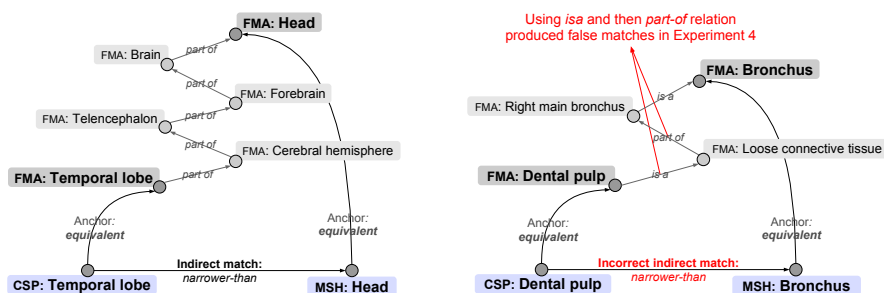 FMA: Head
part of
FMA: Brain
part of
FMA: Forebrain
part of
FMA: Telencephalon
part of
FMA: Cerebral hemisphere
FMA: Temporal lobe
part of
Anchor:
equivalent
Anchor:
equivalent
Indirect match:
narrower-than
CSP: Temporal lobe
MSH: Head
Using isa and then part-of relation
produced false matches in Experiment 4
FMA: Bronchus
is a
FMA: Right main bronchus
part of
FMA: Loose connective tissue
FMA: Dental pulp
is a
Anchor:
equivalent
Anchor:
equivalent
Incorrect indirect match:
narrower-than
CSP: Dental pulp
MSH: Bronchus